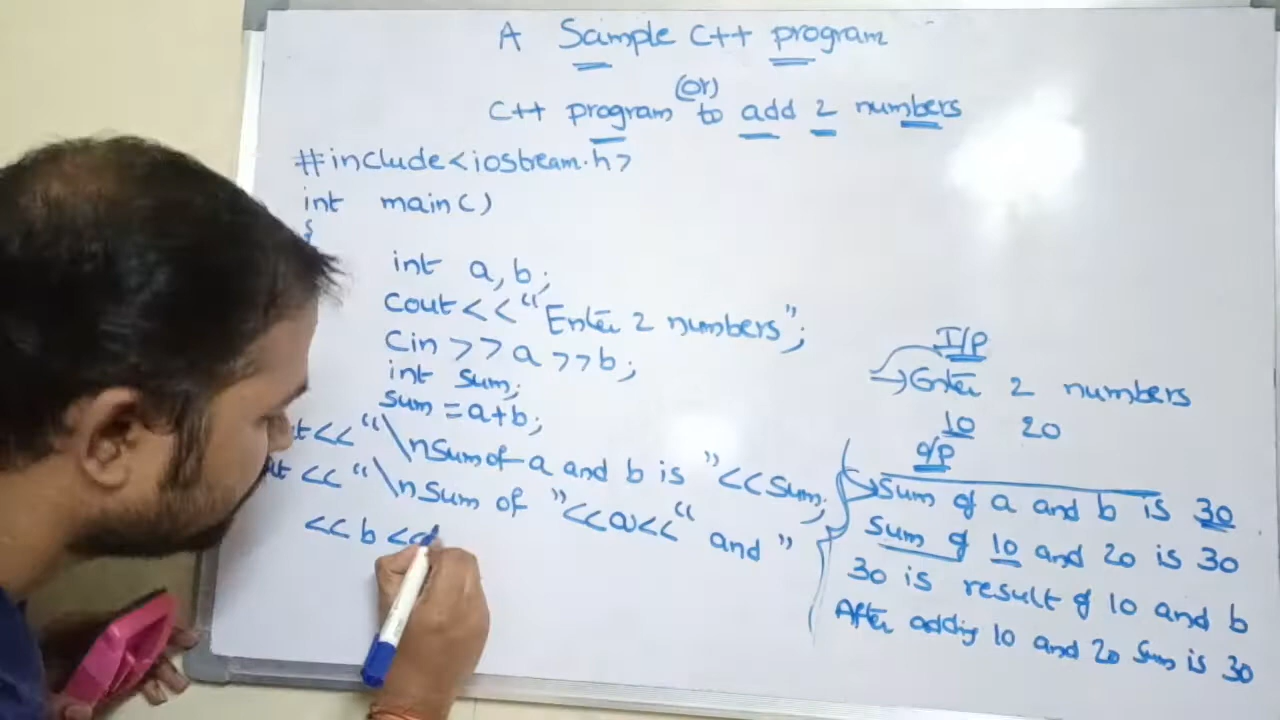 A Sample C++ program
(or)
C++ program to add 2 numbers
#include<iostream.h>
int main()
{
int a, b;
Cout<<"Enter 2 numbers";
Cin >>a >>b;
int sum;
sum = a+b;
t<<"\nSum of a and b is "<<sum;
ut <<"\nSum of "<<a<<" and "
<<b <<
I/p
Enter 2 numbers
10 20
o/p
Sum of a and b is 30
Sum of 10 and 20 is 30
30 is result of 10 and b
After adding 10 and 20 Sum is 30